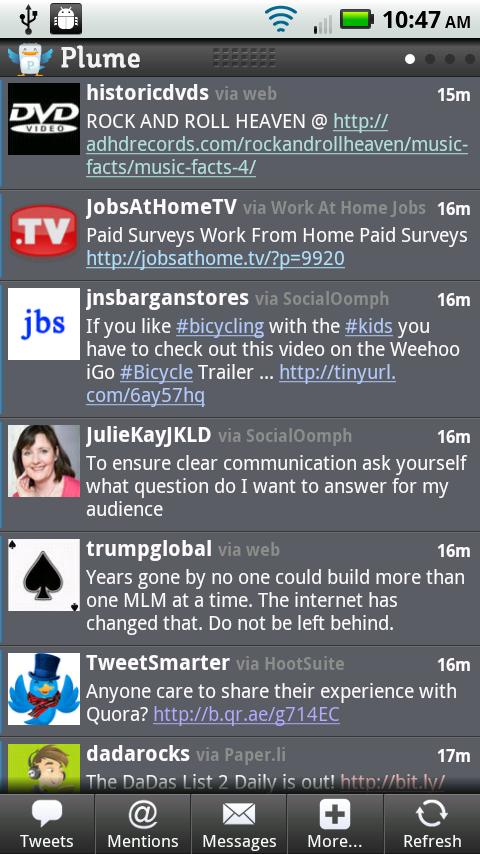 10:47 AM
Plume
historicdvds via web 15m
DVD
VIDEO
ROCK AND ROLL HEAVEN @ http://
adhdrecords.com/rockandrollheaven/music-
facts/music-facts-4/
JobsAtHomeTV via Work At Home Jobs 16m
.TV
Paid Surveys Work From Home Paid Surveys
http://jobsathome.tv/?p=9920
jnsbarganstores via SocialOomph 16m
jbs
If you like #bicycling with the #kids you
have to check out this video on the Weehoo
iGo #Bicycle Trailer ... http://tinyurl.
com/6ay57hq
JulieKayJKLD via SocialOomph 16m
To ensure clear communication ask yourself
what question do I want to answer for my
audience
trumpglobal via web 16m
Years gone by no one could build more than
one MLM at a time. The internet has
changed that. Do not be left behind.
TweetSmarter via HootSuite 16m
Anyone care to share their experience with
Quora? http://b.qr.ae/g714EC
dadarocks via Paper.li 17m
The DaDas List 2 Daily is out! http://bit.ly/
Tweets Mentions Messages More... Refresh